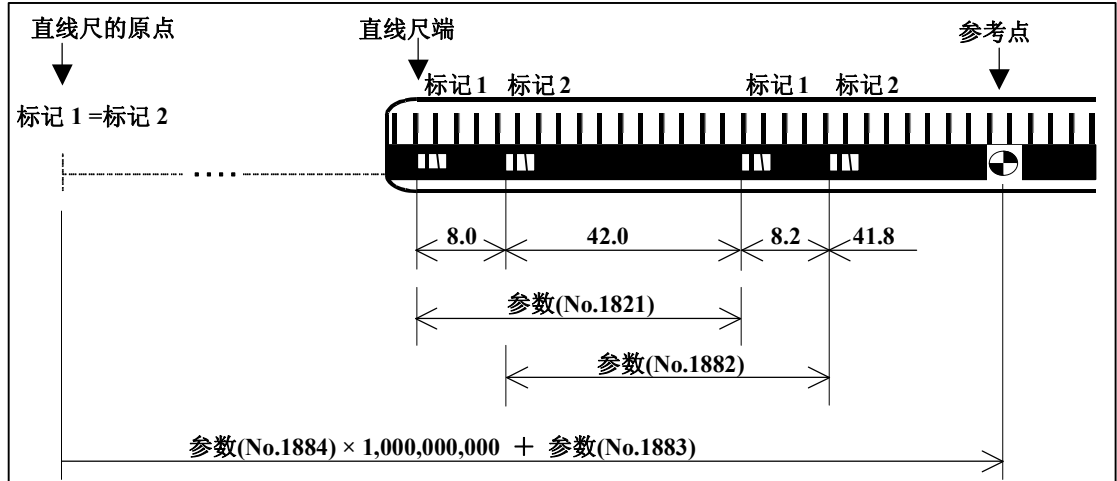 直线尺的原点
直线尺端
参考点
标记1
标记2
标记1
标记2
标记 1 =标记 2
8.0
42.0
8.2
41.8
参数(No.1821)
参数(No.1882)
参数(No.1884) × 1,000,000,000 ＋ 参数(No.1883)